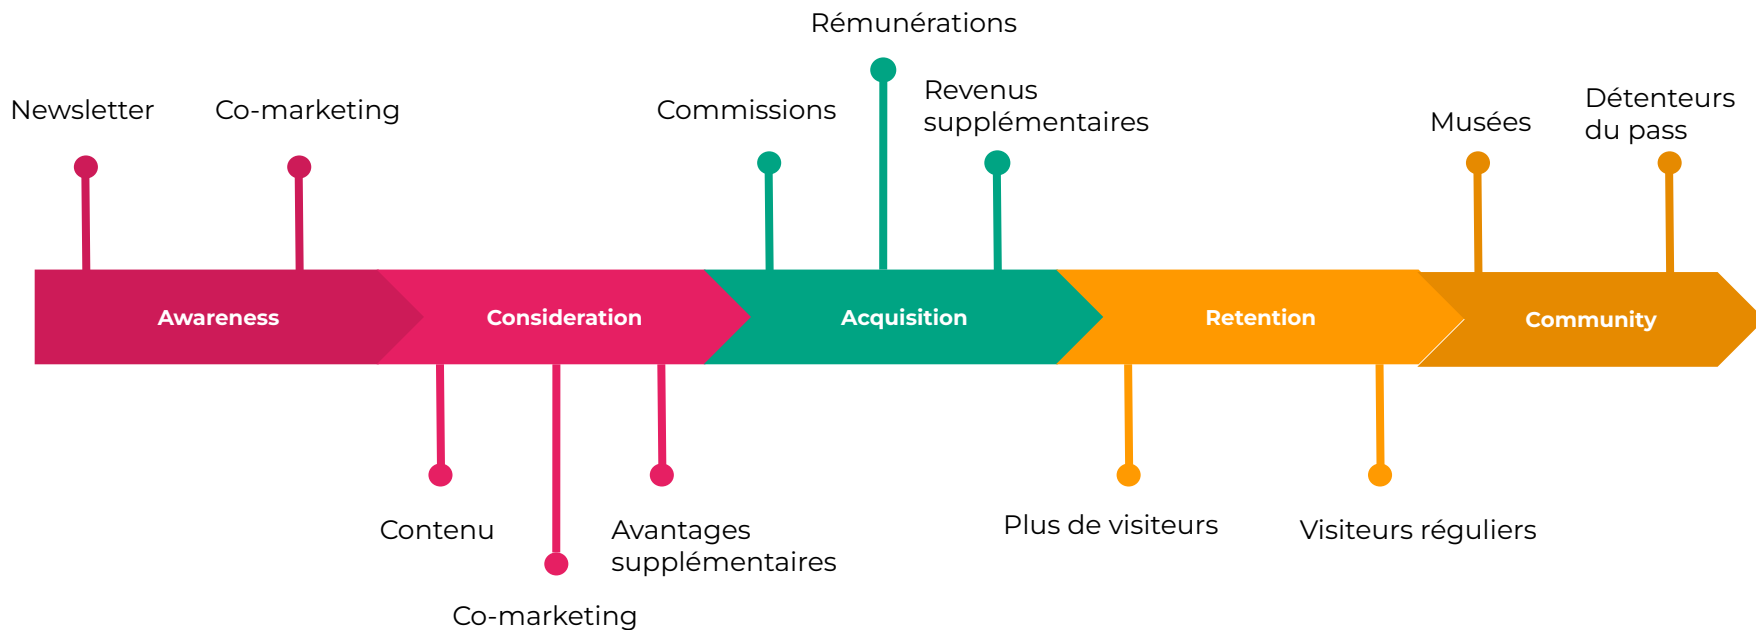 Rémunérations
Newsletter
Co-marketing
Commissions
Revenus
supplémentaires
Musées
Détenteurs
du pass
Awareness
Consideration
Acquisition
Retention
Community
Contenu
Avantages
supplémentaires
Plus de visiteurs
Visiteurs réguliers
Co-marketing